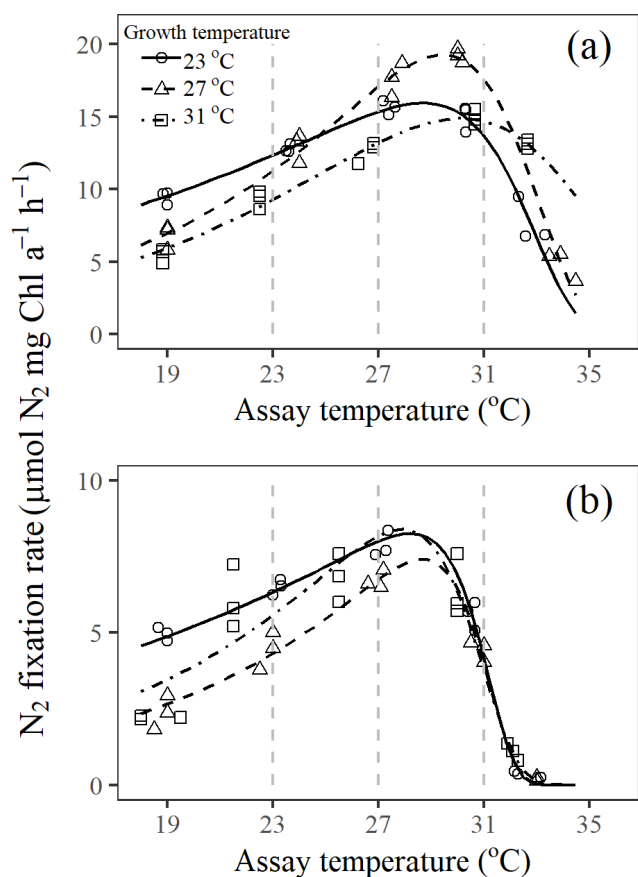 N₂ fixation rate (μmol N₂ mg Chl a⁻¹ h⁻¹)
Growth temperature
23 °C
27 °C
31 °C
(a)
20
15
10
5
0
19 23 27 31 35
Assay temperature (°C)
(b)
10
5
0
19 23 27 31 35
Assay temperature (°C)